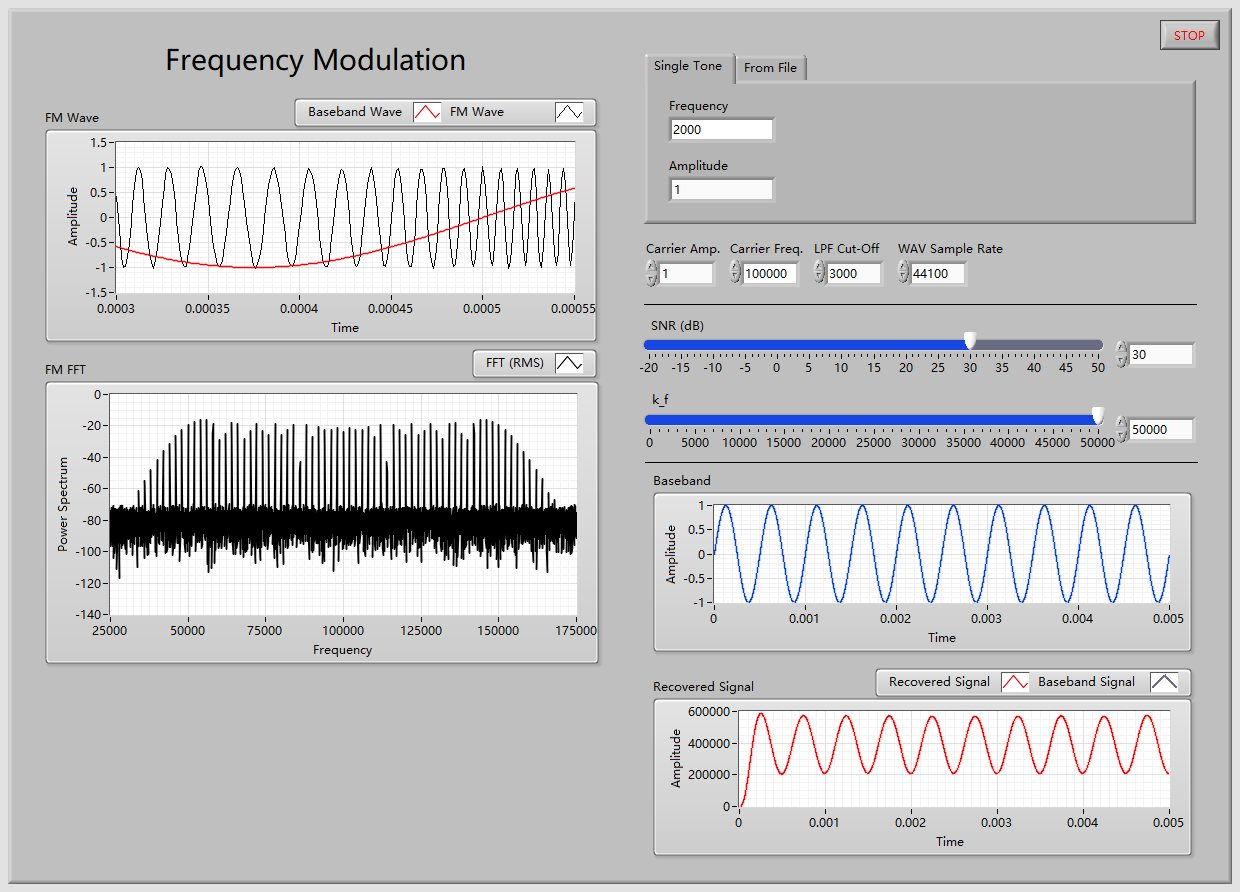 STOP
Frequency Modulation
Baseband Wave FM Wave
FM Wave
1.5
1
0.5
0
-0.5
-1
-1.5
Amplitude
0.0003 0.00035 0.0004 0.00045 0.0005 0.00055
Time
FFT (RMS)
FM FFT
0
-20
-40
-60
-80
-100
-120
-140
Power Spectrum
25000 50000 75000 100000 125000 150000 175000
Frequency
Single Tone From File
Frequency
2000
Amplitude
1
Carrier Amp. Carrier Freq. LPF Cut-Off WAV Sample Rate
1 100000 3000 44100
SNR (dB)
-20 -15 -10 -5 0 5 10 15 20 25 30 35 40 45 50
30
k_f
0 5000 10000 15000 20000 25000 30000 35000 40000 45000 50000
50000
Baseband
1
0.5
0
-0.5
-1
Amplitude
0 0.001 0.002 0.003 0.004 0.005
Time
Recovered Signal Baseband Signal
Recovered Signal
600000
400000
200000
0
Amplitude
0 0.001 0.002 0.003 0.004 0.005
Time